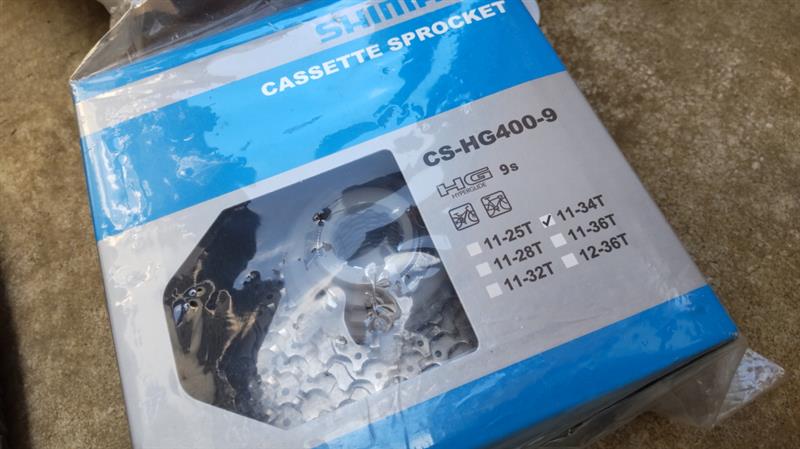 CASSETTE SPROCKET
CS-HG400-9
HG 9s
HYPERGLIDE
11-25T ✓ 11-34T
11-28T 11-36T
11-32T 12-36T